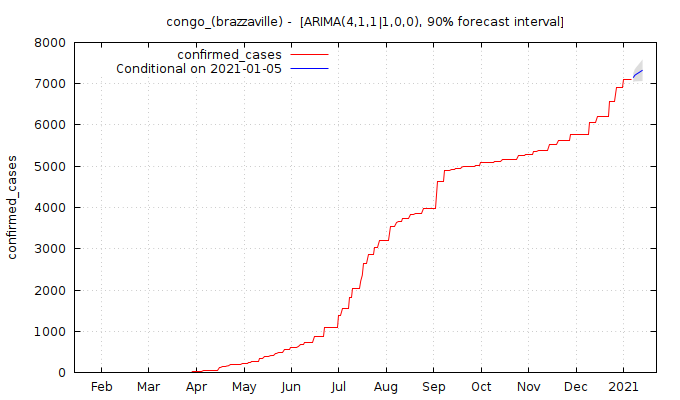 congo_(brazzaville) - [ARIMA(4,1,1|1,0,0), 90% forecast interval]
confirmed_cases
Conditional on 2021-01-05
8000
7000
6000
5000
4000
3000
2000
1000
0
confirmed_cases
Feb Mar Apr May Jun Jul Aug Sep Oct Nov Dec 2021